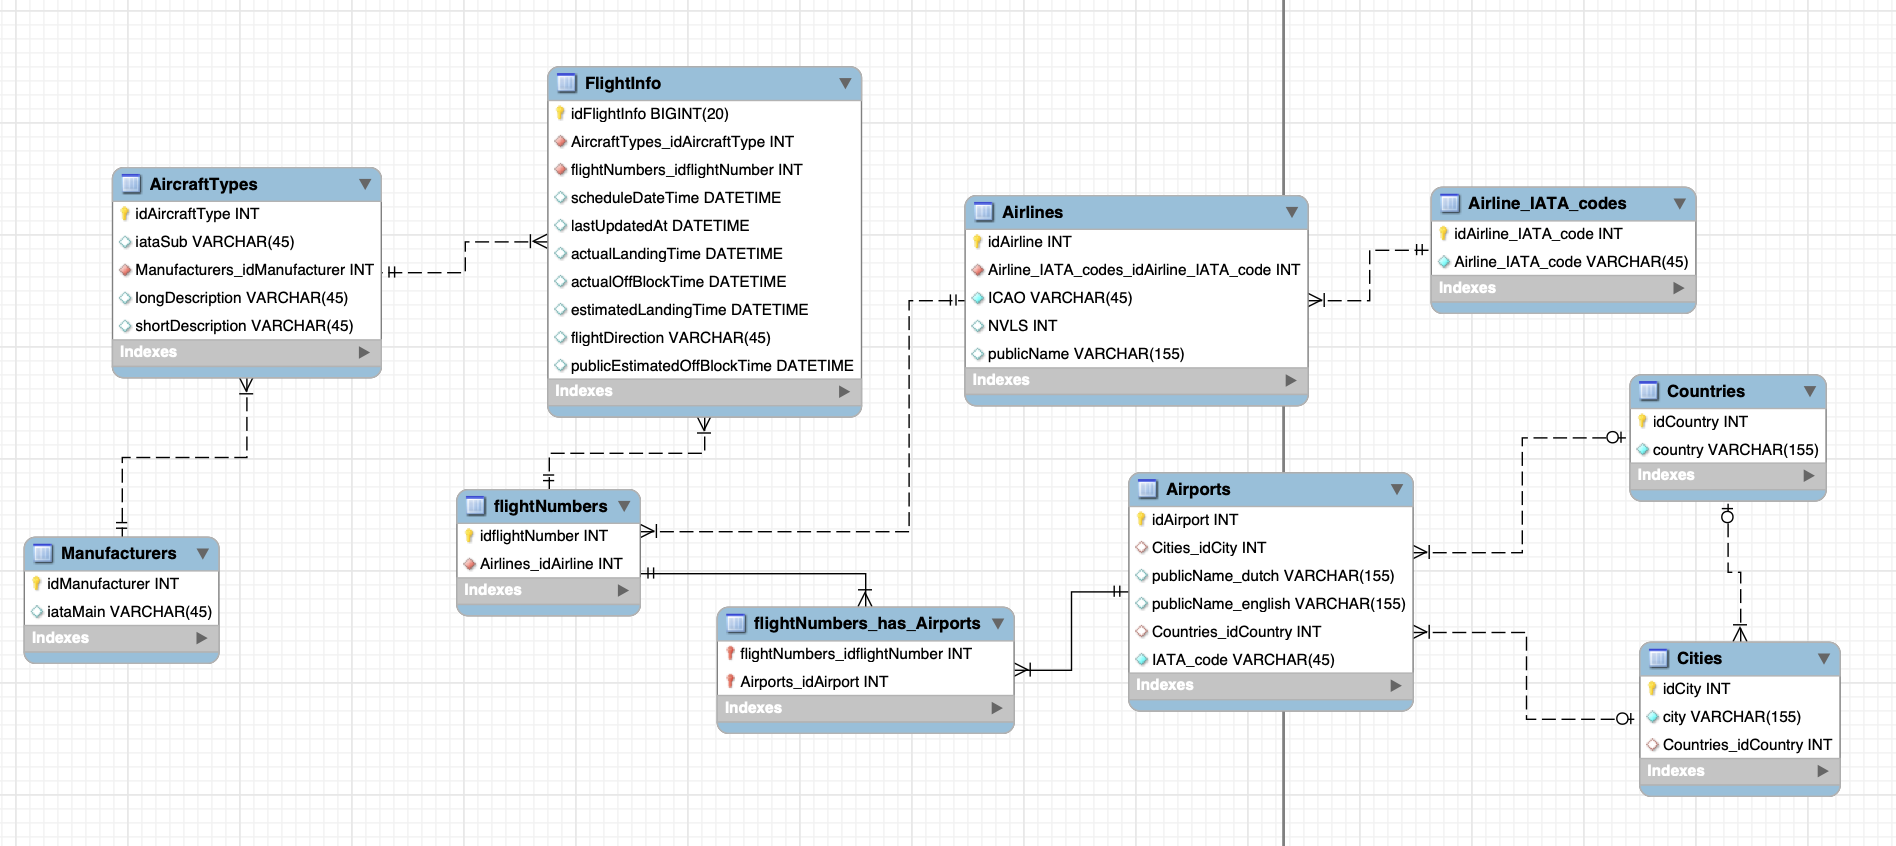 FlightInfo
idFlightInfo BIGINT(20)
AircraftTypes_idAircraftType INT
flightNumbers_idflightNumber INT
scheduleDateTime DATETIME
lastUpdatedAt DATETIME
actualLandingTime DATETIME
actualOffBlockTime DATETIME
estimatedLandingTime DATETIME
flightDirection VARCHAR(45)
publicEstimatedOffBlockTime DATETIME
Indexes
AircraftTypes
idAircraftType INT
iataSub VARCHAR(45)
Manufacturers_idManufacturer INT
longDescription VARCHAR(45)
shortDescription VARCHAR(45)
Indexes
Airlines
idAirline INT
Airline_IATA_codes_idAirline_IATA_code INT
ICAO VARCHAR(45)
NVLS INT
publicName VARCHAR(155)
Indexes
Airline_IATA_codes
idAirline_IATA_code INT
Airline_IATA_code VARCHAR(45)
Indexes
Countries
idCountry INT
country VARCHAR(155)
Indexes
flightNumbers
idflightNumber INT
Airlines_idAirline INT
Indexes
Airports
idAirport INT
Cities_idCity INT
publicName_dutch VARCHAR(155)
publicName_english VARCHAR(155)
Countries_idCountry INT
IATA_code VARCHAR(45)
Indexes
Manufacturers
idManufacturer INT
iataMain VARCHAR(45)
Indexes
flightNumbers_has_Airports
flightNumbers_idflightNumber INT
Airports_idAirport INT
Indexes
Cities
idCity INT
city VARCHAR(155)
Countries_idCountry INT
Indexes